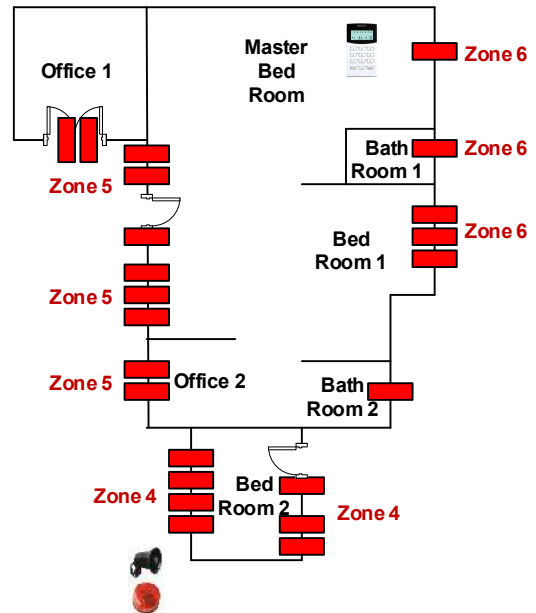 Master
Bed
Room
Office 1
Zone 6
Bath
Room 1
Zone 6
Zone 5
Bed
Room 1
Zone 6
Zone 5
Zone 5
Office 2
Bath
Room 2
Zone 4
Bed
Room 2
Zone 4